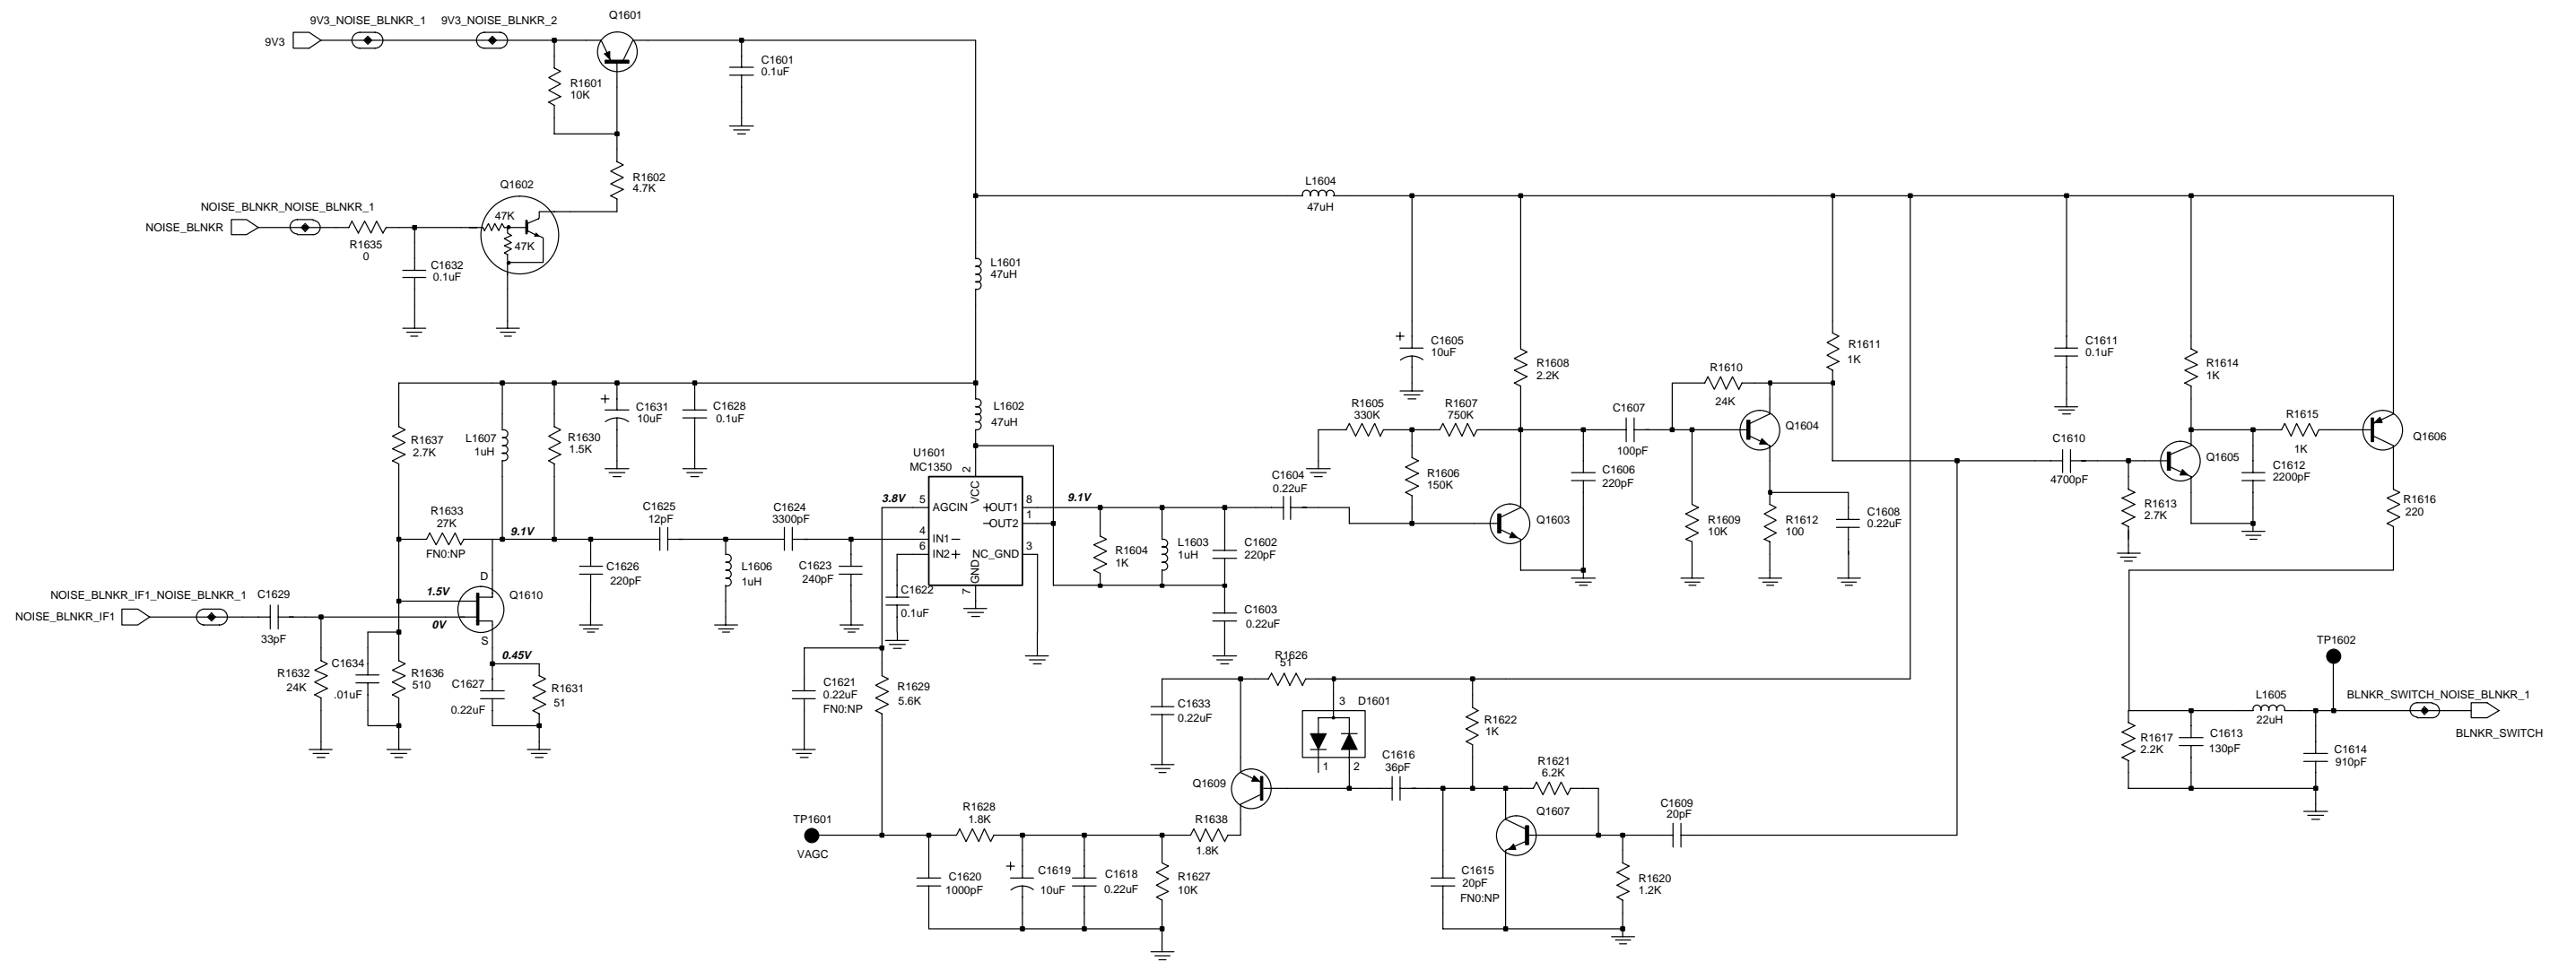 9V3_NOISE_BLNKR_1
9V3_NOISE_BLNKR_2
Q1601
9V3
R1601
10K
C1601
0.1uF
R1602
4.7K
Q1602
47K
47K
NOISE_BLNKR_NOISE_BLNKR_1
NOISE_BLNKR
R1635
0
C1632
0.1uF
L1604
47uH
L1601
47uH
L1602
47uH
C1631
10uF
C1628
0.1uF
R1637
2.7K
L1607
1uH
R1630
1.5K
R1633
27K
FN0:NP
9.1V
C1625
12pF
C1624
3300pF
C1626
220pF
L1606
1uH
C1623
240pF
NOISE_BLNKR_IF1_NOISE_BLNKR_1
NOISE_BLNKR_IF1
C1629
33pF
1.5V
0V
D
S
Q1610
0.45V
R1632
24K
C1634
.01uF
R1636
510
C1627
0.22uF
R1631
51
U1601
MC1350
3.8V
2
VCC
5
AGCIN
4
IN1-
6
IN2+
+OUT1
8
-OUT2
1
NC_GND
3
GND
7
9.1V
C1622
0.1uF
R1604
1K
L1603
1uH
C1602
220pF
C1603
0.22uF
C1604
0.22uF
R1605
330K
R1607
750K
R1606
150K
C1605
10uF
R1608
2.2K
Q1603
C1606
220pF
C1607
100pF
R1610
24K
R1609
10K
Q1604
R1612
100
C1608
0.22uF
R1611
1K
C1611
0.1uF
C1610
4700pF
R1613
2.7K
R1614
1K
Q1605
C1612
2200pF
R1615
1K
Q1606
R1616
220
C1621
0.22uF
FN0:NP
R1629
5.6K
C1633
0.22uF
R1626
51
3
D1601
1
2
R1622
1K
C1616
36pF
R1621
6.2K
Q1609
Q1607
C1609
20pF
TP1601
VAGC
R1628
1.8K
R1638
1.8K
C1620
1000pF
C1619
10uF
C1618
0.22uF
R1627
10K
C1615
20pF
FN0:NP
R1620
1.2K
TP1602
L1605
22uH
BLNKR_SWITCH_NOISE_BLNKR_1
BLNKR_SWITCH
R1617
2.2K
C1613
130pF
C1614
910pF